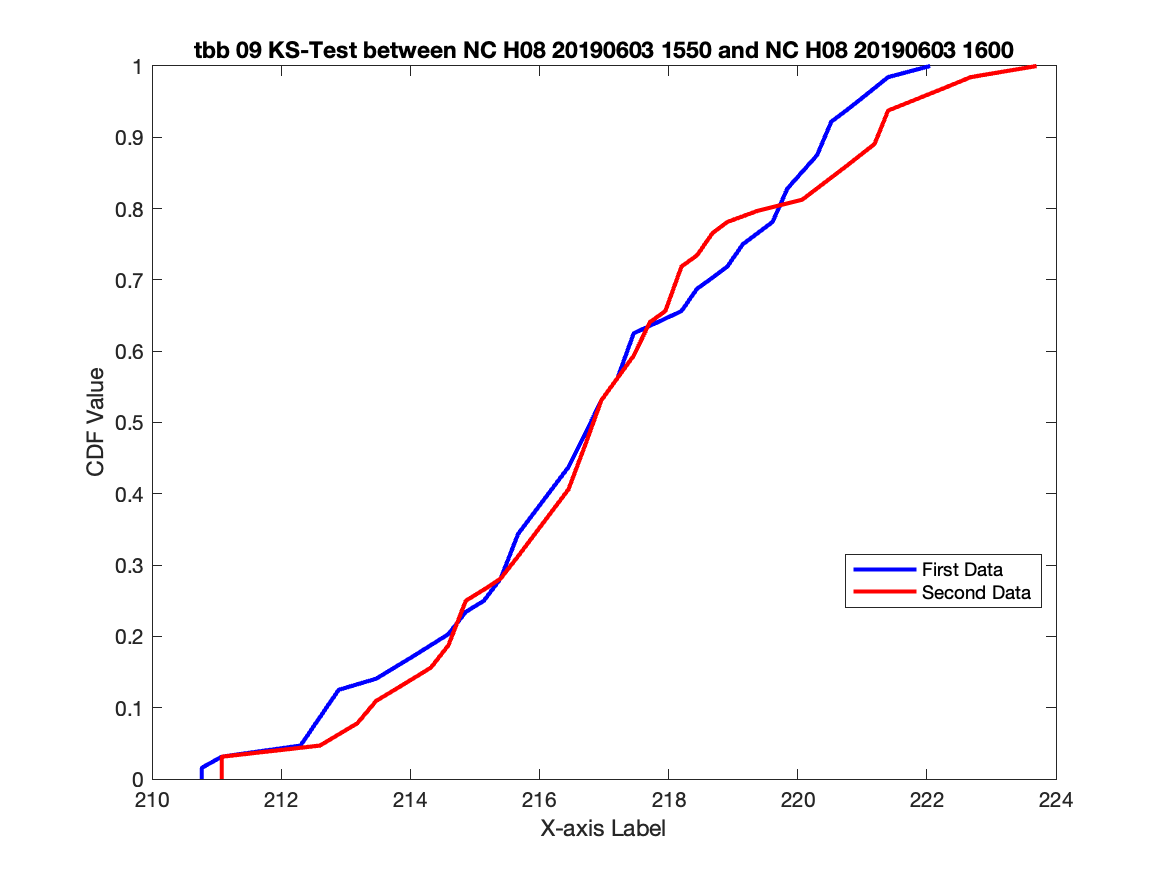 tbb 09 KS-Test between NC H08 20190603 1550 and NC H08 20190603 1600
1
0.9
0.8
0.7
0.6
0.5
0.4
0.3
0.2
0.1
0
CDF Value
First Data
Second Data
210 212 214 216 218 220 222 224
X-axis Label